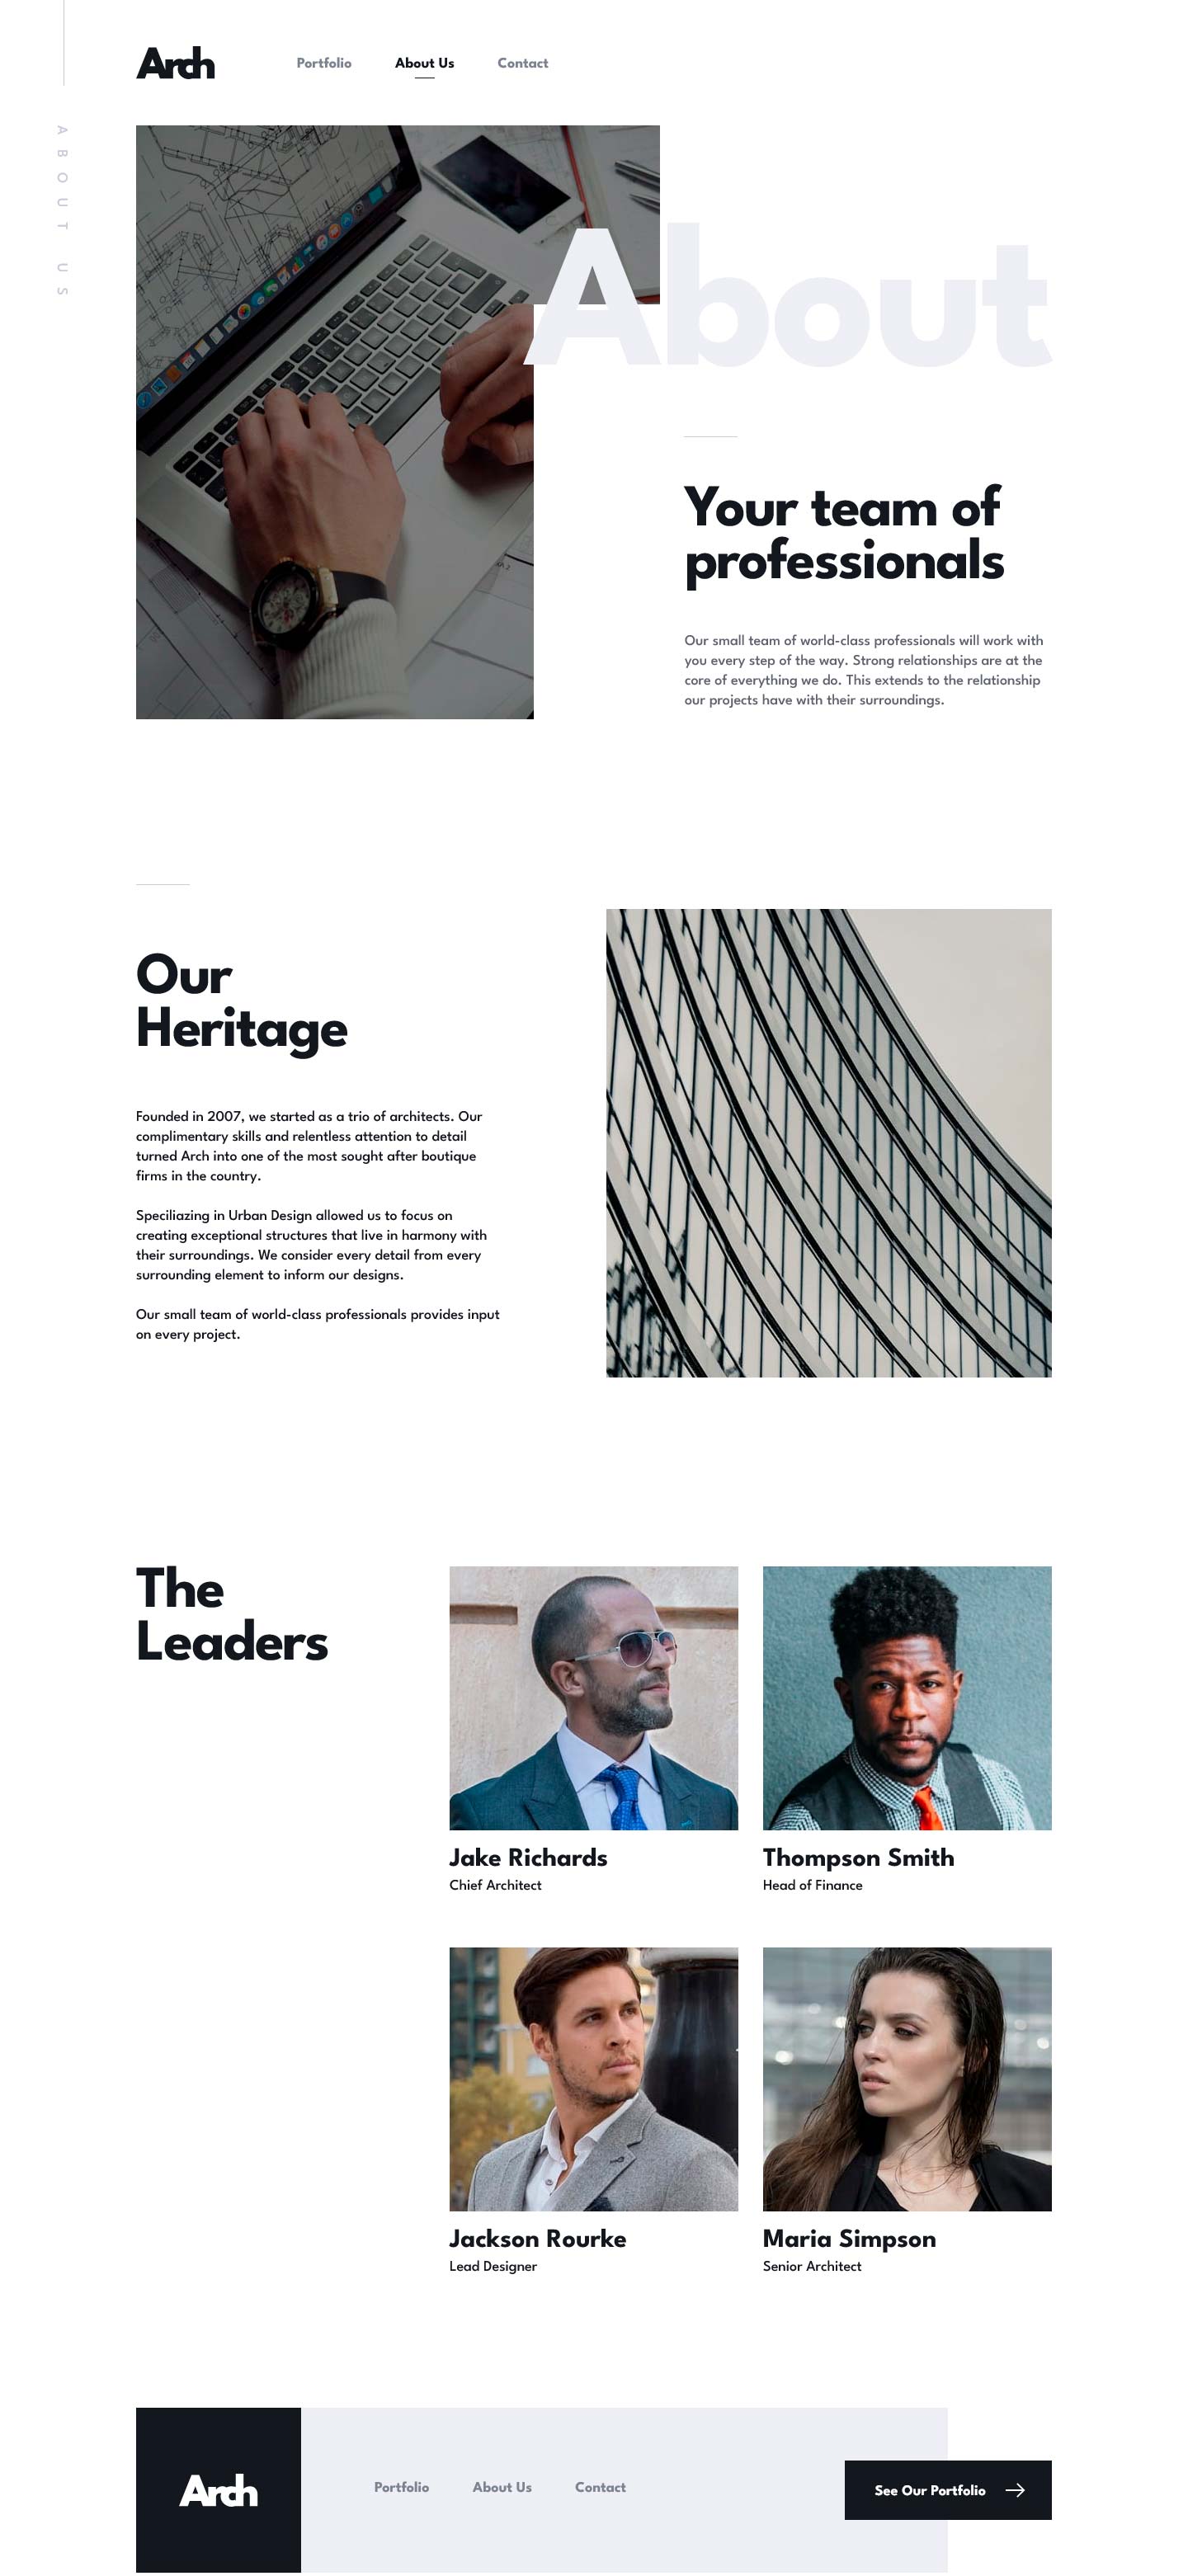 Arch
Portfolio
About Us
Contact
ABOUT US
About
Your team of
professionals
Our small team of world-class professionals will work with
you every step of the way. Strong relationships are at the
core of everything we do. This extends to the relationship
our projects have with their surroundings.
Our
Heritage
Founded in 2007, we started as a trio of architects. Our
complimentary skills and relentless attention to detail
turned Arch into one of the most sought after boutique
firms in the country.
Speciliazing in Urban Design allowed us to focus on
creating exceptional structures that live in harmony with
their surroundings. We consider every detail from every
surrounding element to inform our designs.
Our small team of world-class professionals provides input
on every project.
The
Leaders
Jake Richards
Chief Architect
Thompson Smith
Head of Finance
Jackson Rourke
Lead Designer
Maria Simpson
Senior Architect
Arch
Portfolio
About Us
Contact
See Our Portfolio